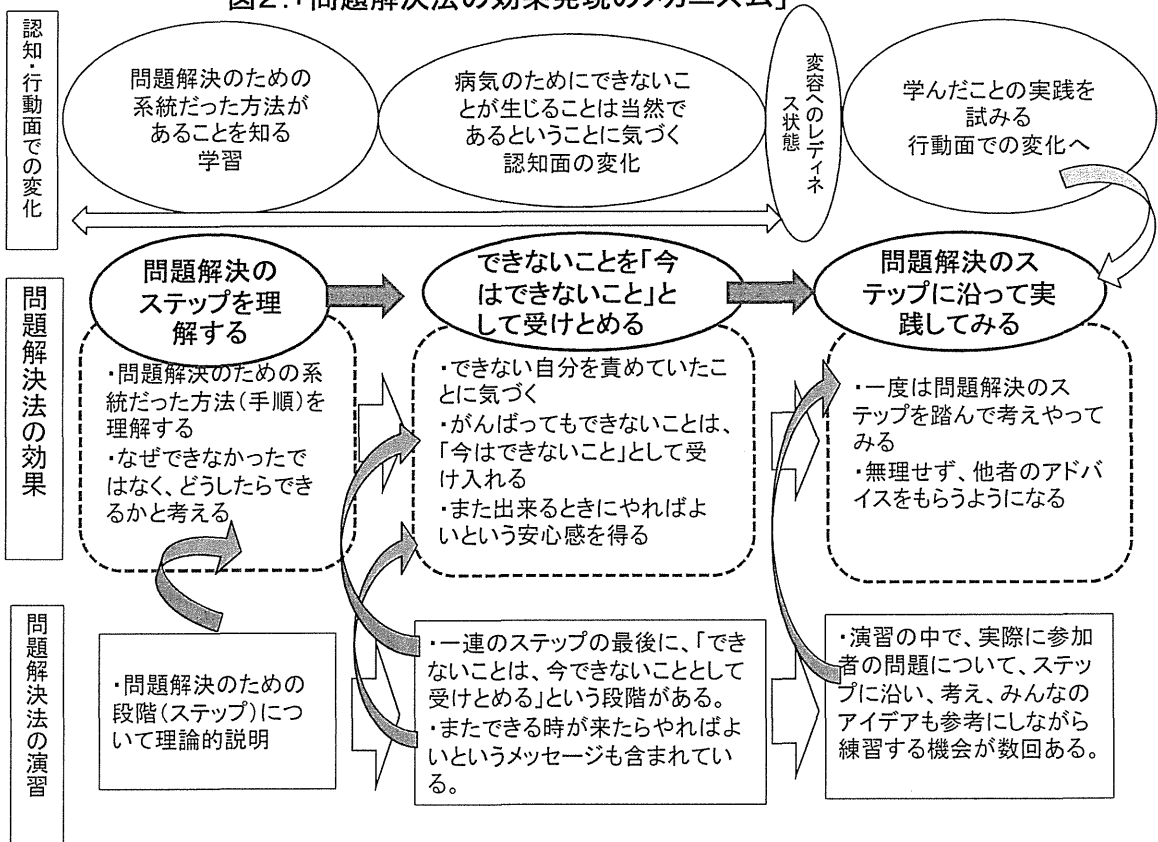 図2:「問題解決法の効果発現のメカニズム」
認知・行動面での変化
問題解決のための
系統だった方法が
あることを知る
学習
病気のためにできないこ
とが生じることは当然で
あるということに気づく
認知面の変化
変容へのレディネ
ス状態
学んだことの実践を
試みる
行動面での変化へ
問題解決法の効果
問題解決の
ステップを理
解する
できないことを「今
はできないこと」と
して受けとめる
問題解決のス
テップに沿って実
践してみる
・問題解決のための系
統だった方法(手順)を
理解する
・なぜできなかったで
はなく、どうしたらでき
るかと考える
・できない自分を責めていたこ
とに気づく
・がんばってもできないことは、
「今はできないこと」として受
け入れる
・また出来るときにやればよ
いという安心感を得る
・一度は問題解決のス
テップを踏んで考えやって
みる
・無理せず、他者のアドバ
イスをもらうようになる
問題解決法の演習
・問題解決のための
段階(ステップ)につ
いて理論的説明
・一連のステップの最後に、「でき
ないことは、今できないこととして
受けとめる」という段階がある。
・またできる時が来たらやればよ
いというメッセージも含まれてい
る。
・演習の中で、実際に参加
者の問題について、ステッ
プに沿い、考え、みんなの
アイデアも参考にしながら
練習する機会が数回ある。